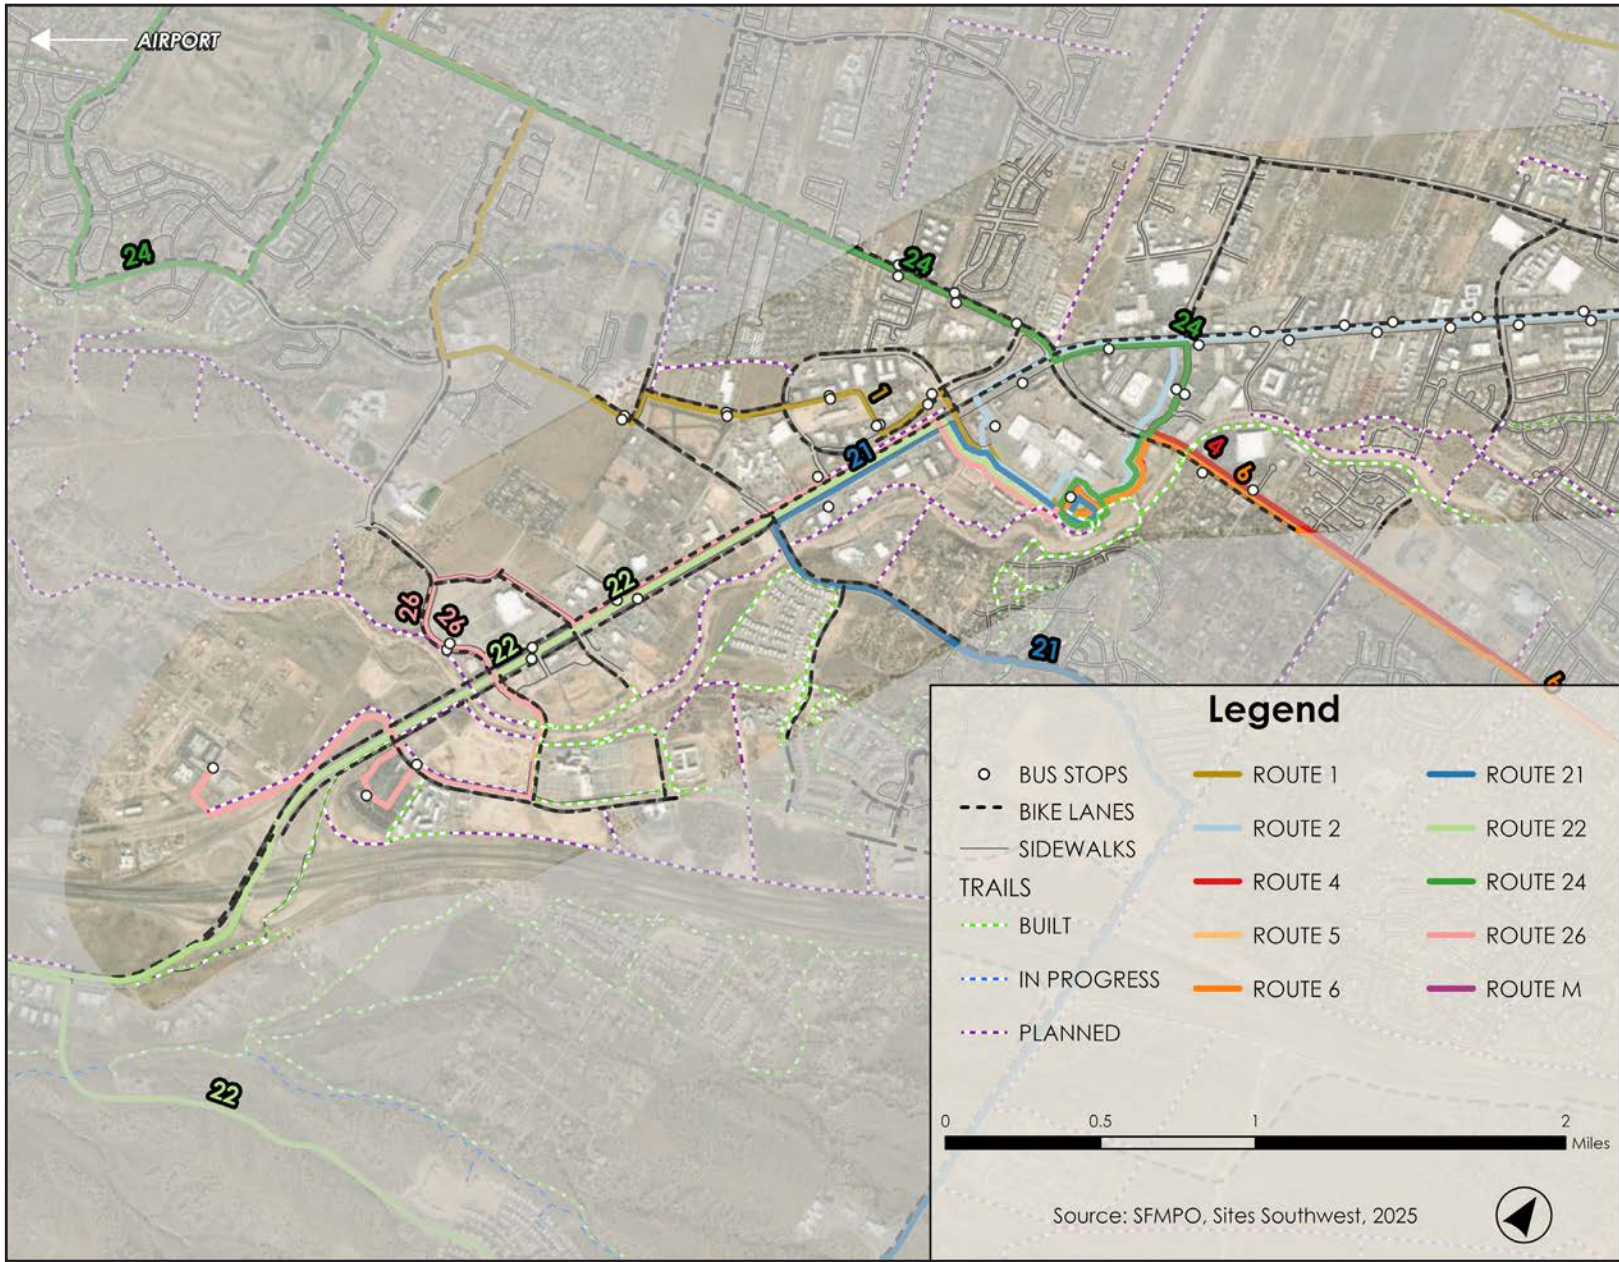 AIRPORT
24
24
24
1
21
4
6
22
26
26
22
21
6
22
Legend
BUS STOPS
BIKE LANES
SIDEWALKS
TRAILS
BUILT
IN PROGRESS
PLANNED
ROUTE 1
ROUTE 2
ROUTE 4
ROUTE 5
ROUTE 6
ROUTE 21
ROUTE 22
ROUTE 24
ROUTE 26
ROUTE M
0 0.5 1 2
Miles
Source: SFMPO, Sites Southwest, 2025